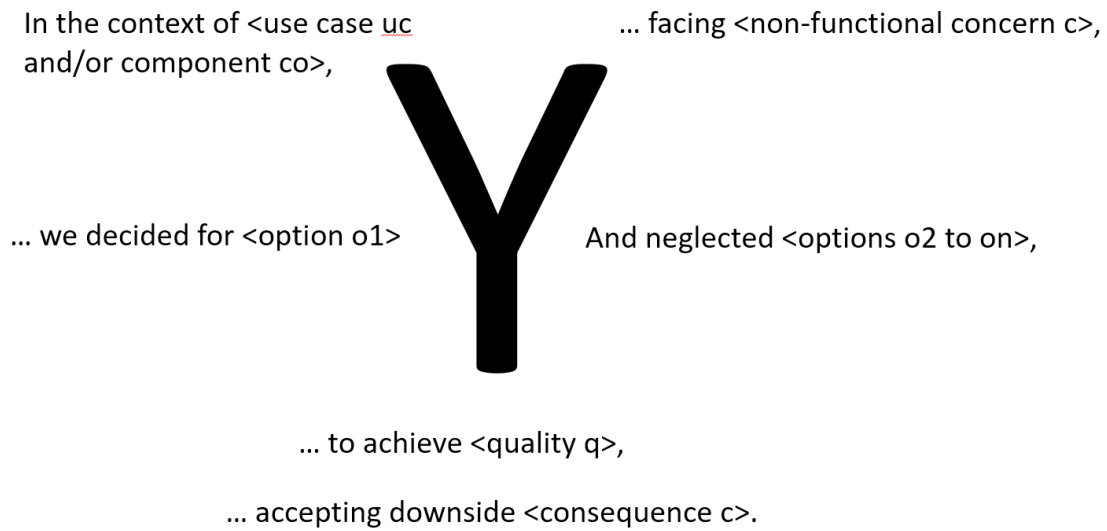 In the context of <use case uc
and/or component co>,
... facing <non-functional concern c>,
Y
... we decided for <option o1>
And neglected <options o2 to on>,
... to achieve <quality q>,
... accepting downside <consequence c>.